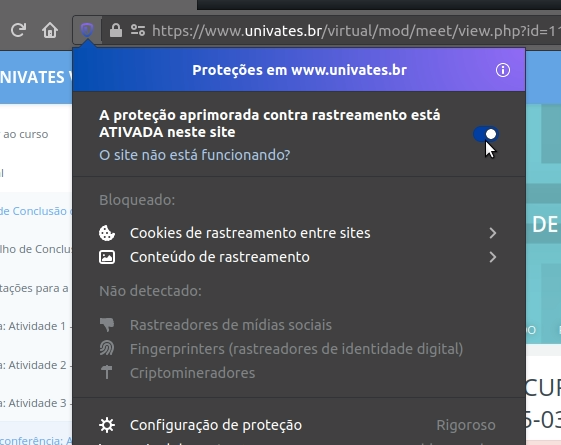 https://www.univates.br/virtual/mod/meet/view.php?id=11
NIVATES V
Proteções em www.univates.br
A proteção aprimorada contra rastreamento está
ATIVADA neste site
O site não está funcionando?
Bloqueado:
Cookies de rastreamento entre sites
Conteúdo de rastreamento
Não detectado:
Rastreadores de mídias sociais
Fingerprinters (rastreadores de identidade digital)
Criptomineradores
Configuração de proteção Rigoroso
ao curso
al
de Conclusão d
lho de Conclus
tações para a
a: Atividade 1 -
a: Atividade 2 -
a: Atividade 3 -
conferência: A
DE
DO
CUR
5-03